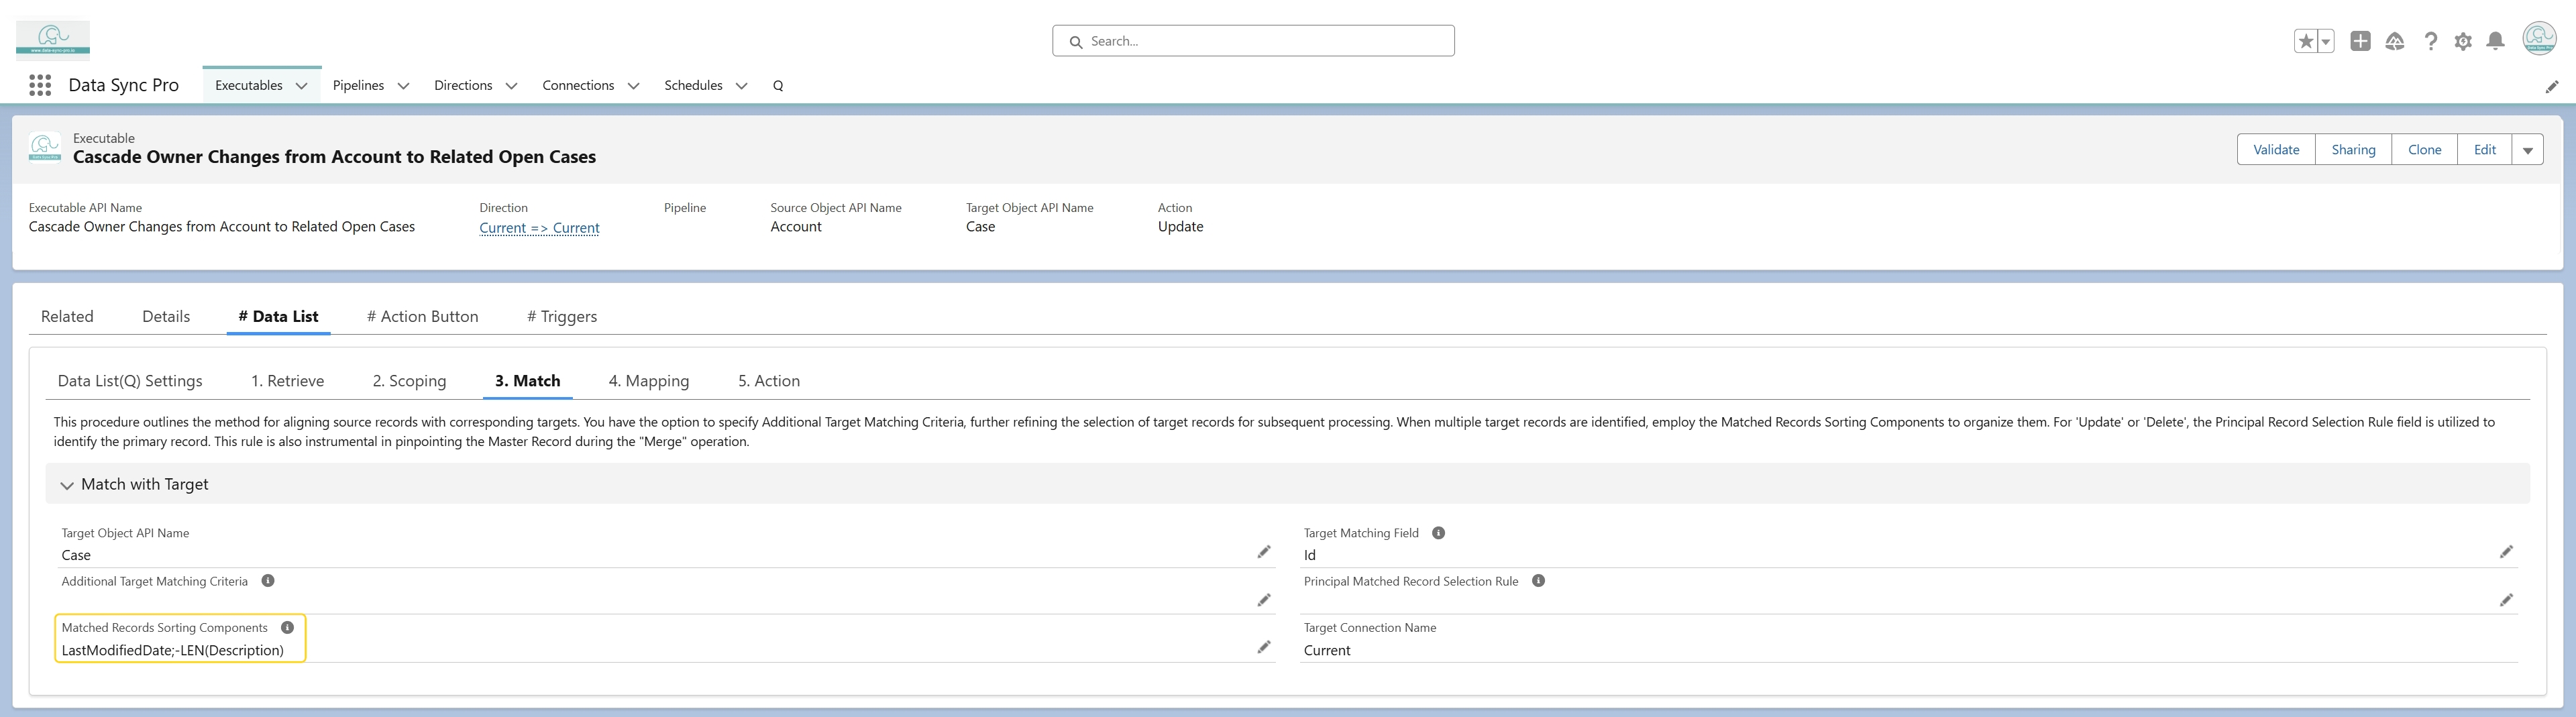 www.data-sync-pro.io
Search...
Data Sync Pro
Executables
Pipelines
Directions
Connections
Schedules
Q
Executable
Cascade Owner Changes from Account to Related Open Cases
Validate
Sharing
Clone
Edit
Executable API Name
Cascade Owner Changes from Account to Related Open Cases
Direction
Current => Current
Pipeline
Source Object API Name
Account
Target Object API Name
Case
Action
Update
Related
Details
# Data List
# Action Button
# Triggers
Data List(Q) Settings
1. Retrieve
2. Scoping
3. Match
4. Mapping
5. Action
This procedure outlines the method for aligning source records with corresponding targets. You have the option to specify Additional Target Matching Criteria, further refining the selection of target records for subsequent processing. When multiple target records are identified, employ the Matched Records Sorting Components to organize them. For 'Update' or 'Delete', the Principal Record Selection Rule field is utilized to
identify the primary record. This rule is also instrumental in pinpointing the Master Record during the "Merge" operation.
Match with Target
Target Object API Name
Case
Target Matching Field
Id
Additional Target Matching Criteria
Principal Matched Record Selection Rule
Matched Records Sorting Components
LastModifiedDate;-LEN(Description)
Target Connection Name
Current